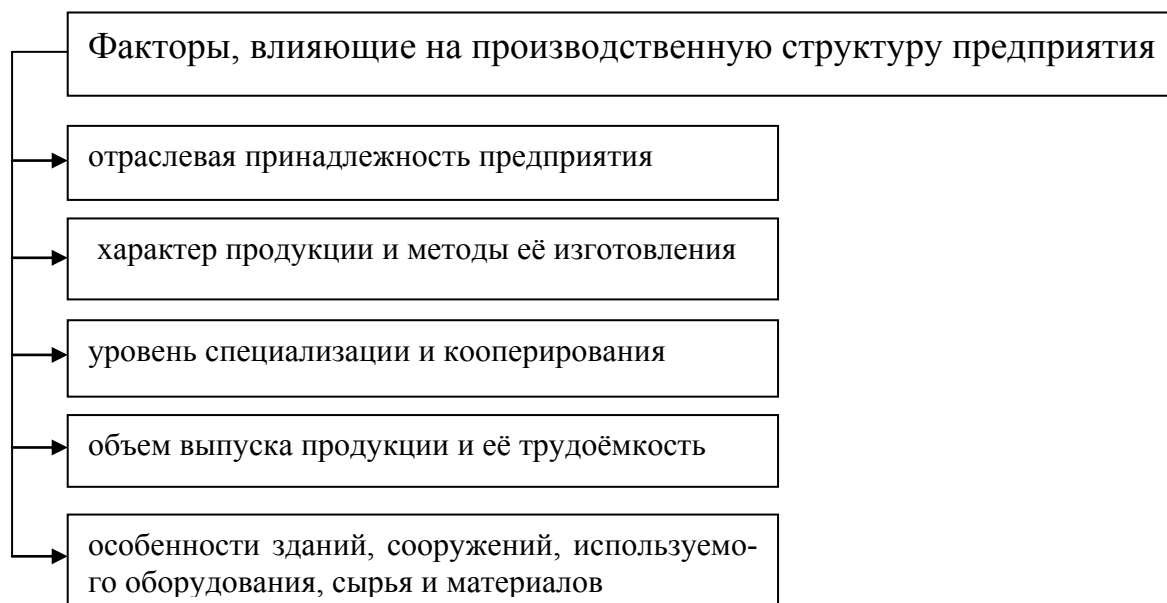 Факторы, влияющие на производственную структуру предприятия
отраслевая принадлежность предприятия
характер продукции и методы её изготовления
уровень специализации и кооперирования
объем выпуска продукции и её трудоёмкость
особенности зданий, сооружений, используемо-
го оборудования, сырья и материалов